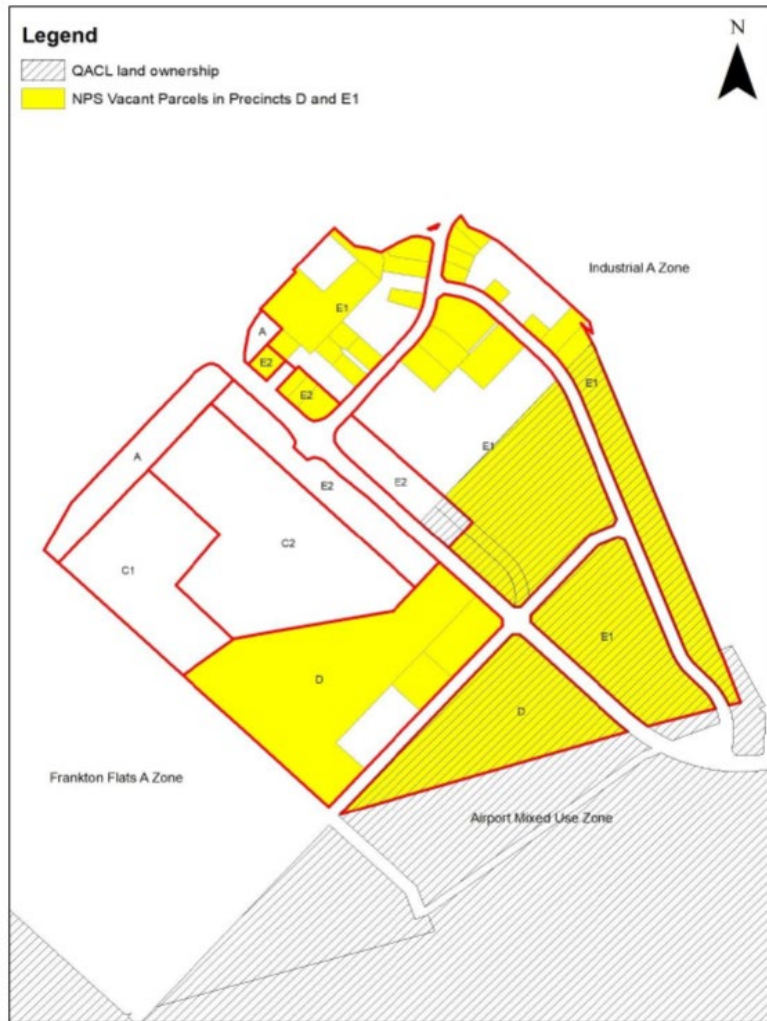 Legend
N
QACL land ownership
NPS Vacant Parcels in Precincts D and E1
Industrial A Zone
E1
A
E2
E2
E1
E1
A
E2
E2
C2
C1
E1
D
D
Frankton Flats A Zone
Airport Mixed Use Zone